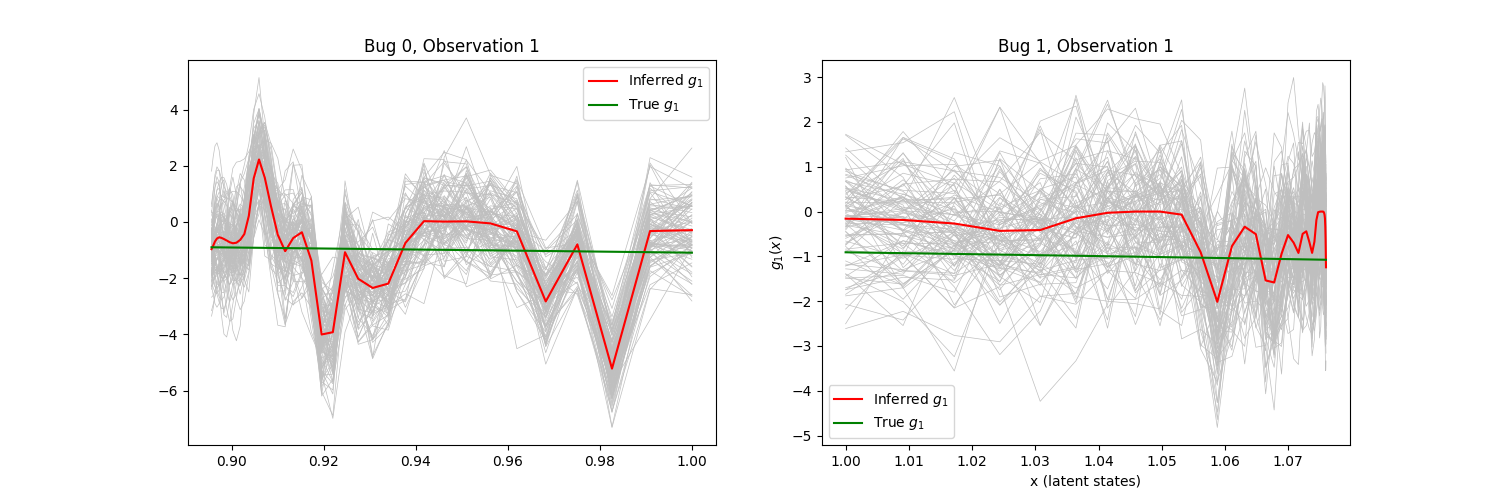 Bug 0, Observation 1
Inferred g₁
True g₁
4
2
0
−2
−4
−6
0.90 0.92 0.94 0.96 0.98 1.00
Bug 1, Observation 1
g₁(x)
3
2
1
0
−1
−2
−3
−4
−5
Inferred g₁
True g₁
1.00 1.01 1.02 1.03 1.04 1.05 1.06 1.07
x (latent states)